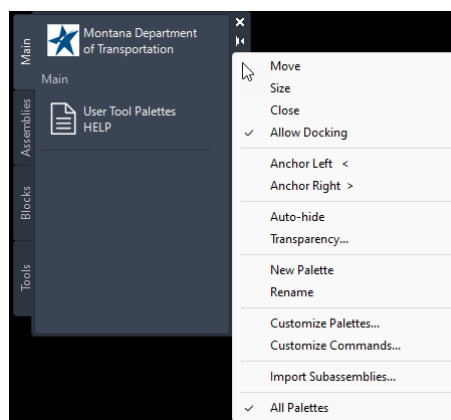 Main
Assemblies
Blocks
Tools
Montana Department
of Transportation
Main
User Tool Palettes
HELP
Move
Size
Close
Allow Docking
Anchor Left <
Anchor Right >
Auto-hide
Transparency...
New Palette
Rename
Customize Palettes...
Customize Commands...
Import Subassemblies...
All Palettes